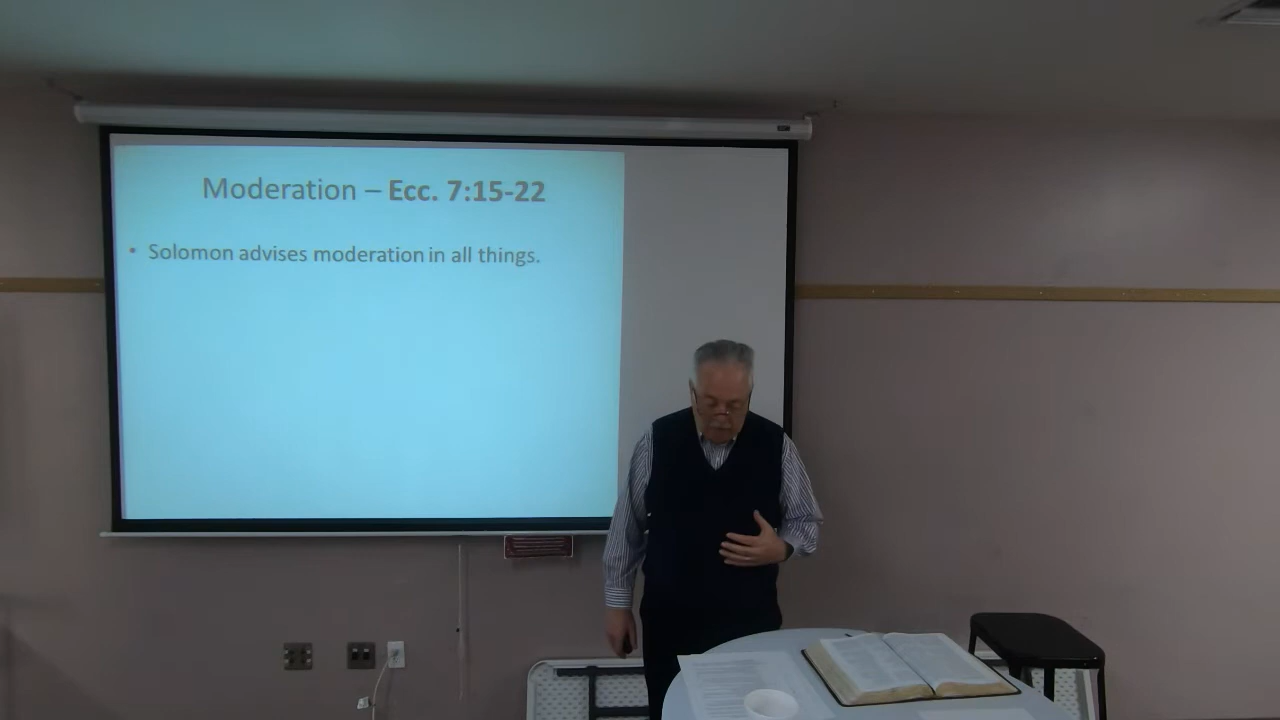 Moderation – Ecc. 7:15-22
• Solomon advises moderation in all things.